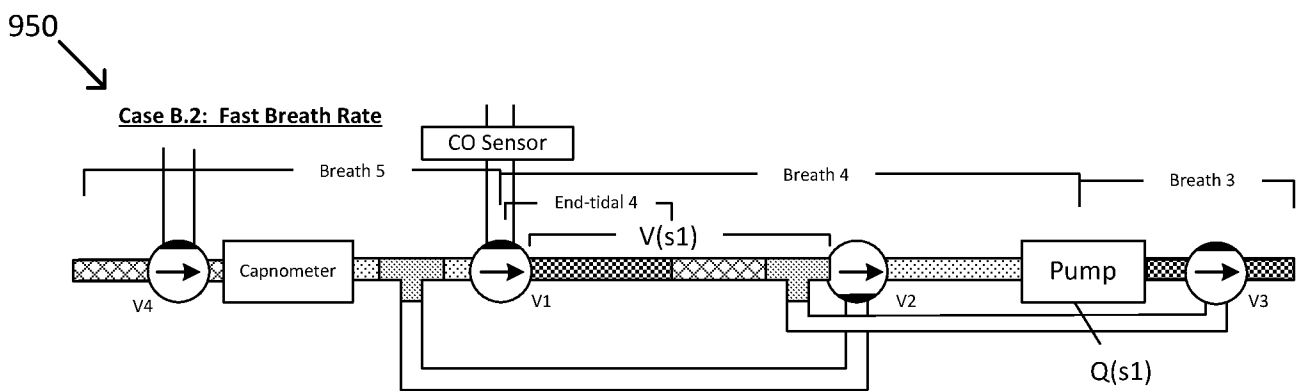 950
Case B.2: Fast Breath Rate
CO Sensor
Breath 5
Breath 4
Breath 3
End-tidal 4
V(s1)
Capnometer
Pump
V4
V1
V2
V3
Q(s1)